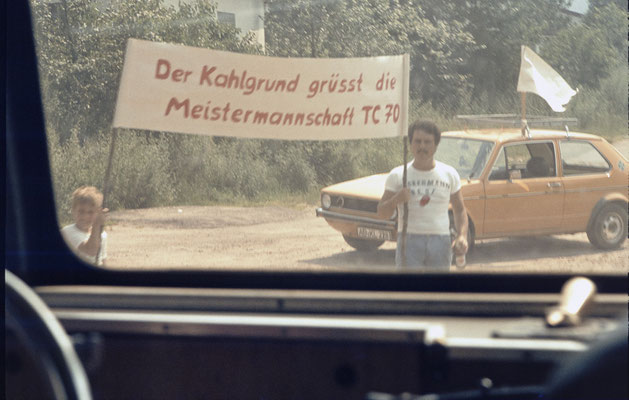 Der Kahlgrund grüsst die
Meistermannschaft TC 70